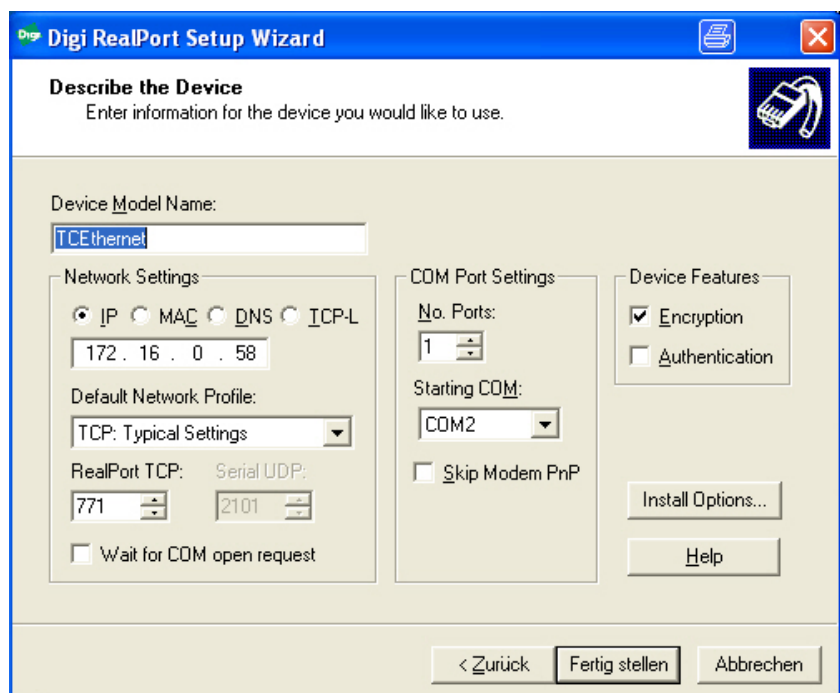 Digi Digi RealPort Setup Wizard
Describe the Device
Enter information for the device you would like to use.
Device Model Name:
TCEthernet
Network Settings
IP MAC DNS TCP-L
172 . 16 . 0 . 58
Default Network Profile:
TCP: Typical Settings
RealPort TCP: Serial UDP:
771 2101
Wait for COM open request
COM Port Settings
No. Ports:
1
Starting COM:
COM2
Skip Modem PnP
Device Features
Encryption
Authentication
Install Options...
Help
< Zurück Fertig stellen Abbrechen